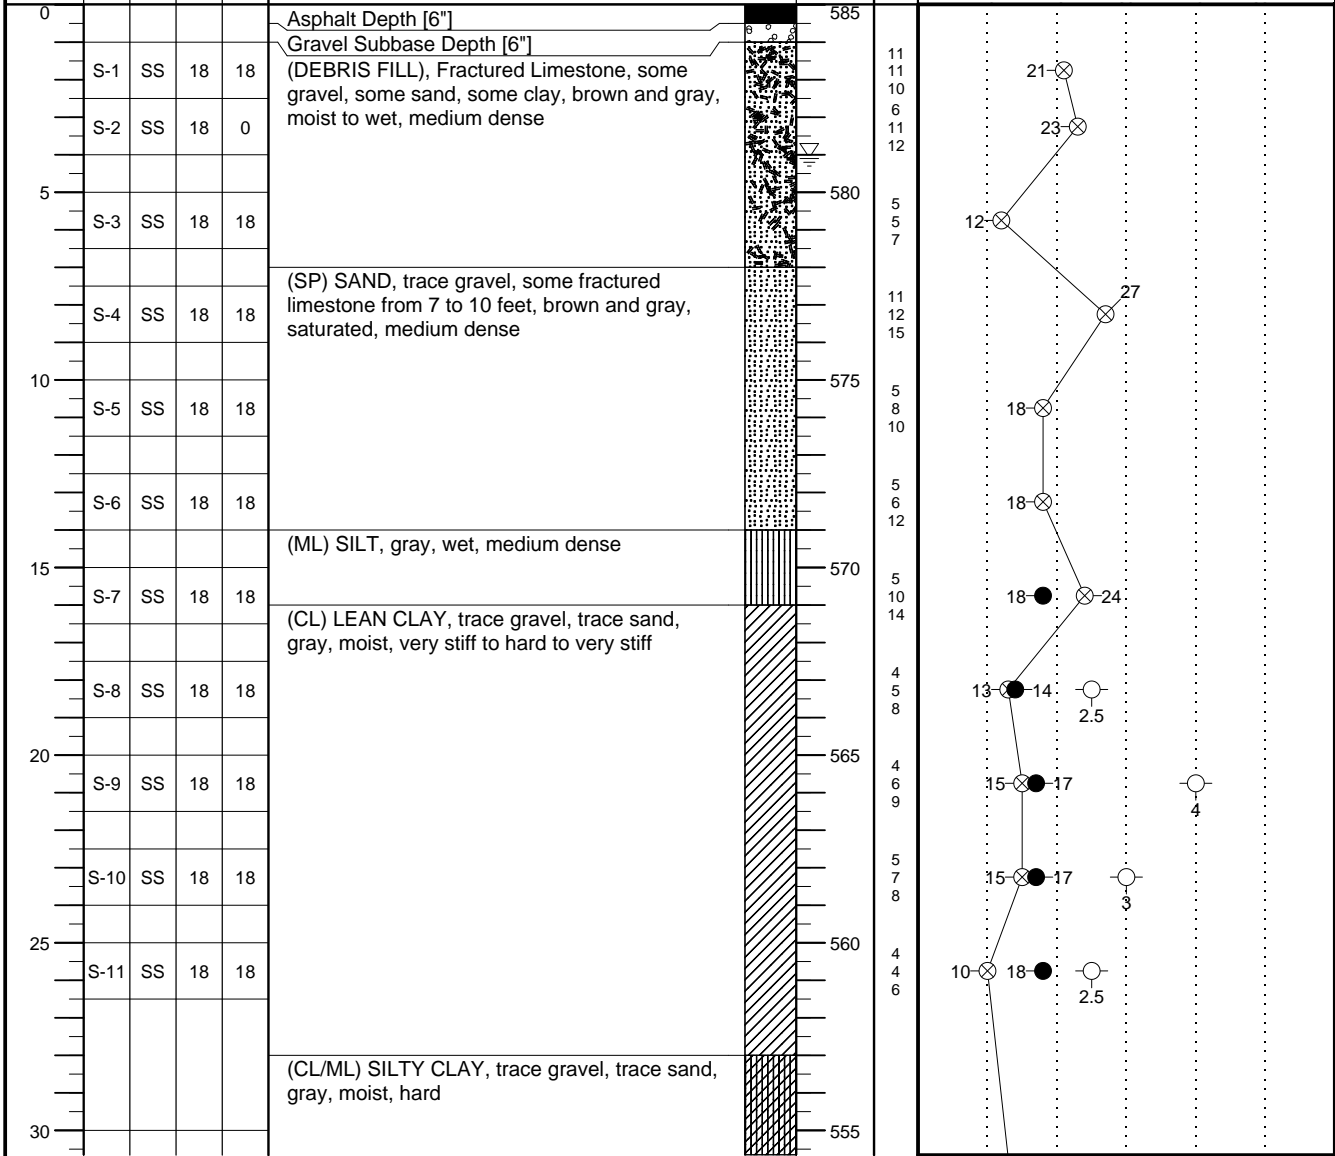 0
Asphalt Depth [6"]
585
Gravel Subbase Depth [6"]
S-1 SS 18 18
(DEBRIS FILL), Fractured Limestone, some
gravel, some sand, some clay, brown and gray,
moist to wet, medium dense
11
11
10
21
S-2 SS 18 0
6
11
12
23
5
580
S-3 SS 18 18
5
5
7
12
(SP) SAND, trace gravel, some fractured
limestone from 7 to 10 feet, brown and gray,
saturated, medium dense
S-4 SS 18 18
11
12
15
27
10
575
S-5 SS 18 18
5
8
10
18
S-6 SS 18 18
5
6
12
18
(ML) SILT, gray, wet, medium dense
15
570
S-7 SS 18 18
5
10
14
18 24
(CL) LEAN CLAY, trace gravel, trace sand,
gray, moist, very stiff to hard to very stiff
S-8 SS 18 18
4
5
8
13 14
2.5
20
565
S-9 SS 18 18
4
6
9
15 17
4
S-10 SS 18 18
5
7
8
15 17
3
25
560
S-11 SS 18 18
4
4
6
10 18
2.5
(CL/ML) SILTY CLAY, trace gravel, trace sand,
gray, moist, hard
30
555